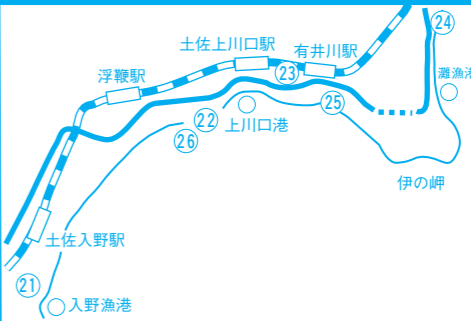 ㉔
土佐上川口駅
有井川駅
㉓
浮鞭駅
灘漁港
㉕
㉒
上川口港
㉖
伊の岬
土佐入野駅
㉑
入野漁港